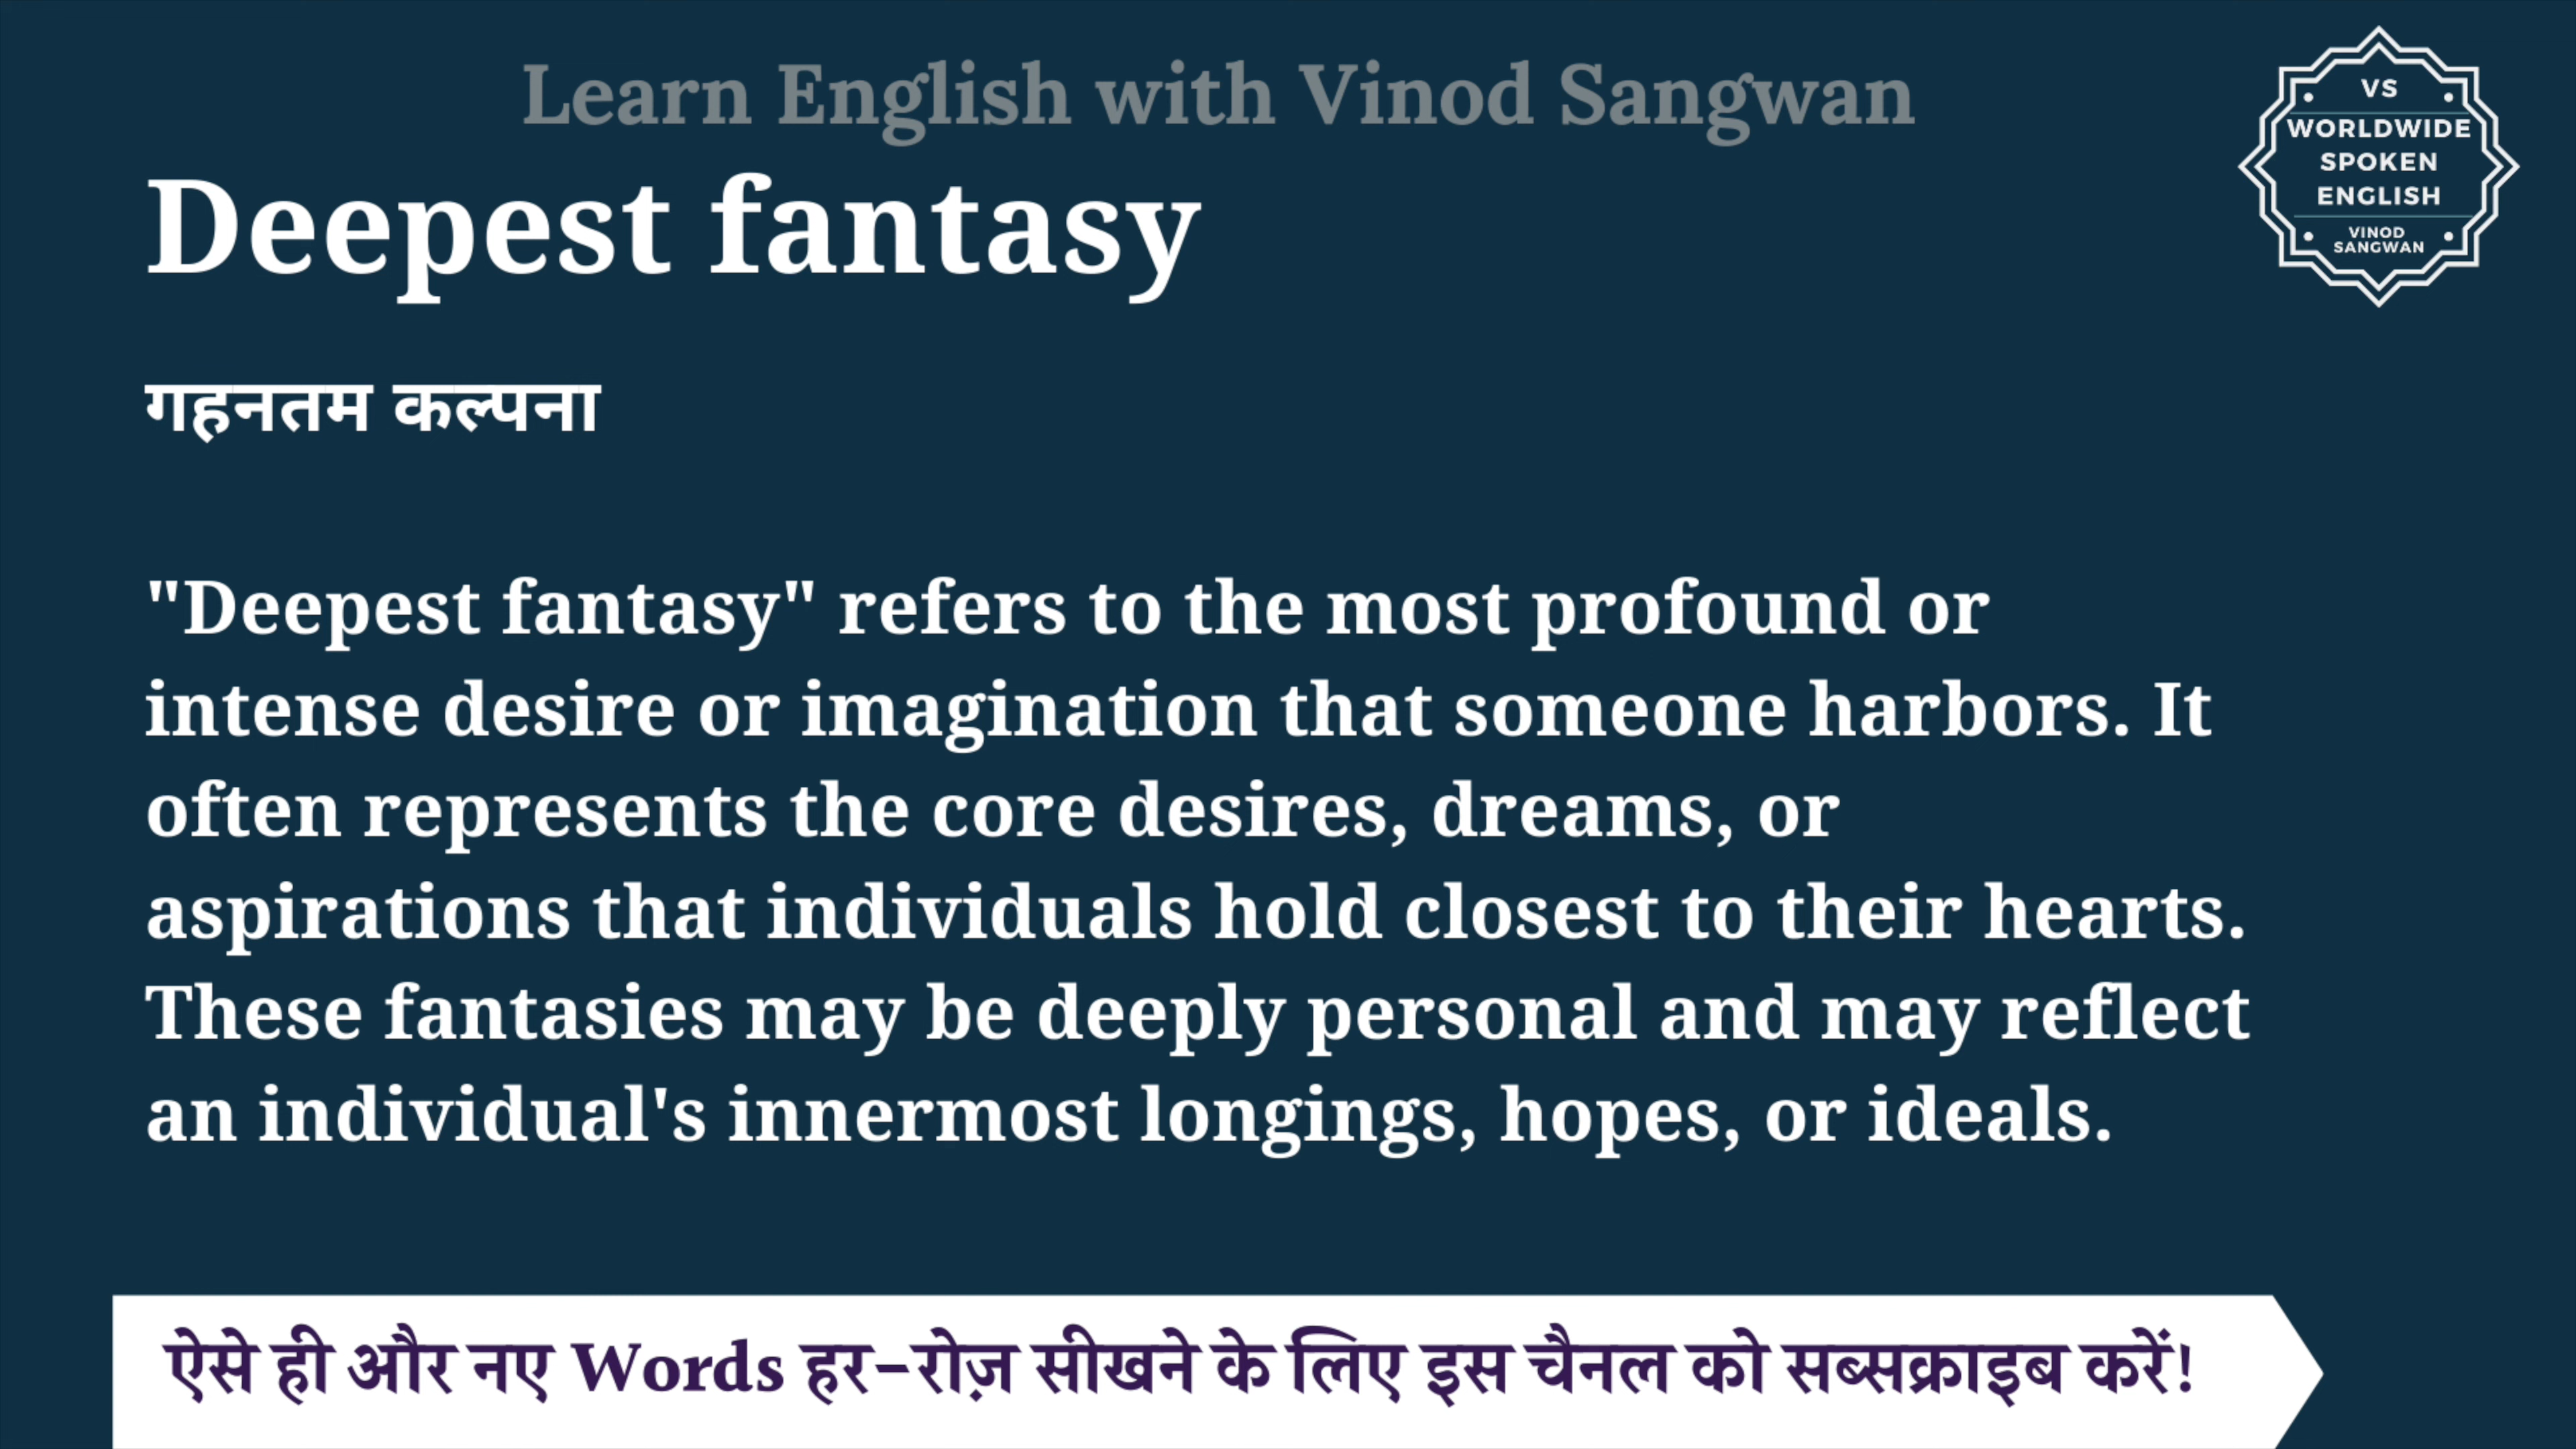 Learn English with Vinod Sangwan
VS
WORLDWIDE
SPOKEN
ENGLISH
VINOD
SANGWAN
Deepest fantasy
गहनतम कल्पना
"Deepest fantasy" refers to the most profound or
intense desire or imagination that someone harbors. It
often represents the core desires, dreams, or
aspirations that individuals hold closest to their hearts.
These fantasies may be deeply personal and may reflect
an individual's innermost longings, hopes, or ideals.
ऐसे ही और नए Words हर-रोज़ सीखने के लिए इस चैनल को सब्सक्राइब करें!